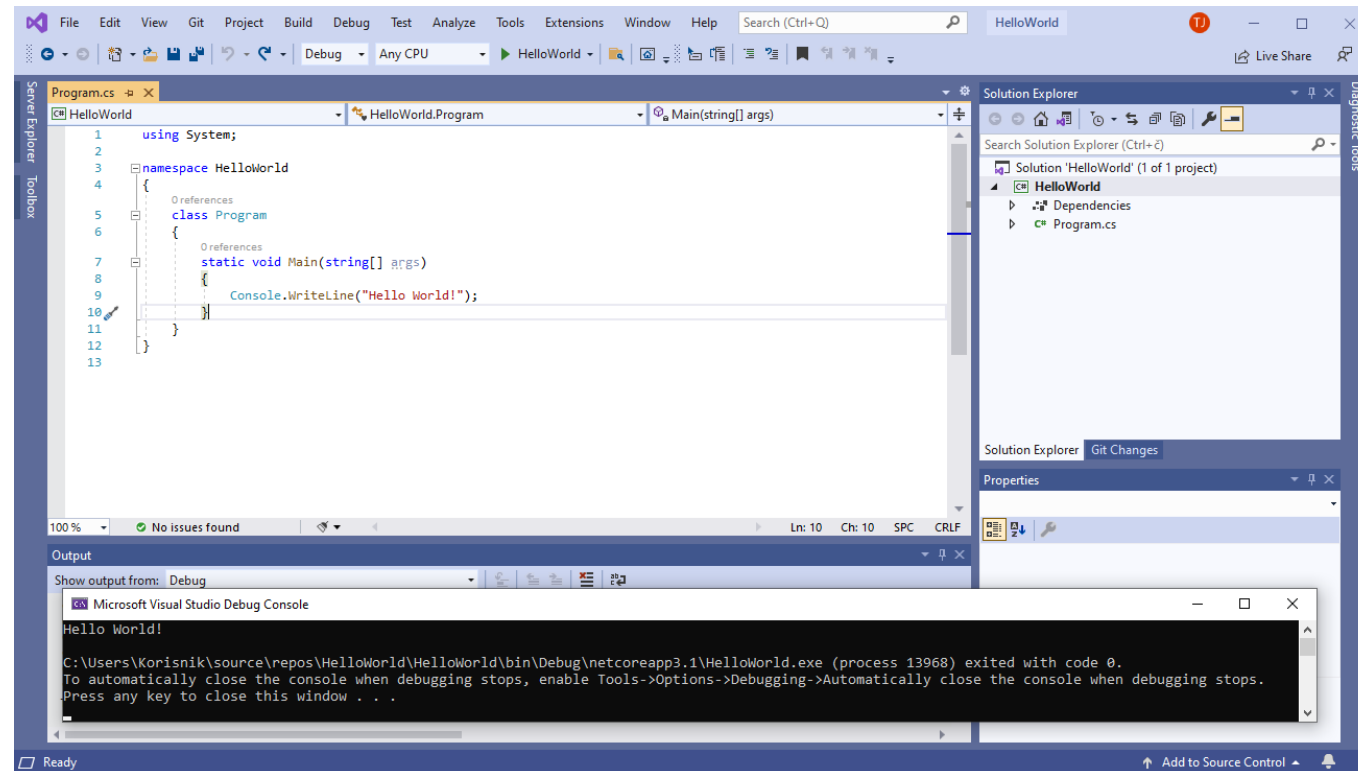 File Edit View Git Project Build Debug Test Analyze Tools Extensions Window Help Search (Ctrl+Q) HelloWorld TJ
Debug Any CPU HelloWorld Live Share
Server Explorer
Toolbox
Program.cs
HelloWorld HelloWorld.Program Main(string[] args)
1 using System;
2
3 namespace HelloWorld
4 {
0 references
5 class Program
6 {
0 references
7 static void Main(string[] args)
8 {
9 Console.WriteLine("Hello World!");
10 }
11 }
12 }
13
100 % No issues found Ln: 10 Ch: 10 SPC CRLF
Solution Explorer
Search Solution Explorer (Ctrl+č)
Solution 'HelloWorld' (1 of 1 project)
C# HelloWorld
Dependencies
C# Program.cs
Solution Explorer Git Changes
Properties
Diagnostic Tools
Output
Show output from: Debug
Microsoft Visual Studio Debug Console
Hello World!
C:\Users\Korisnik\source\repos\HelloWorld\HelloWorld\bin\Debug\netcoreapp3.1\HelloWorld.exe (process 13968) exited with code 0.
To automatically close the console when debugging stops, enable Tools->Options->Debugging->Automatically close the console when debugging stops.
Press any key to close this window . . .
Ready Add to Source Control